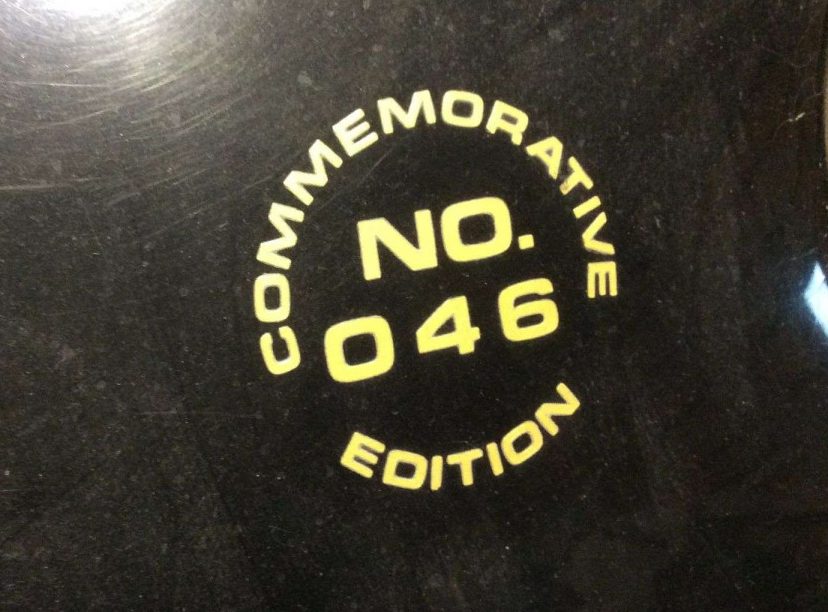 COMMEMORATIVE
NO.
046
EDITION